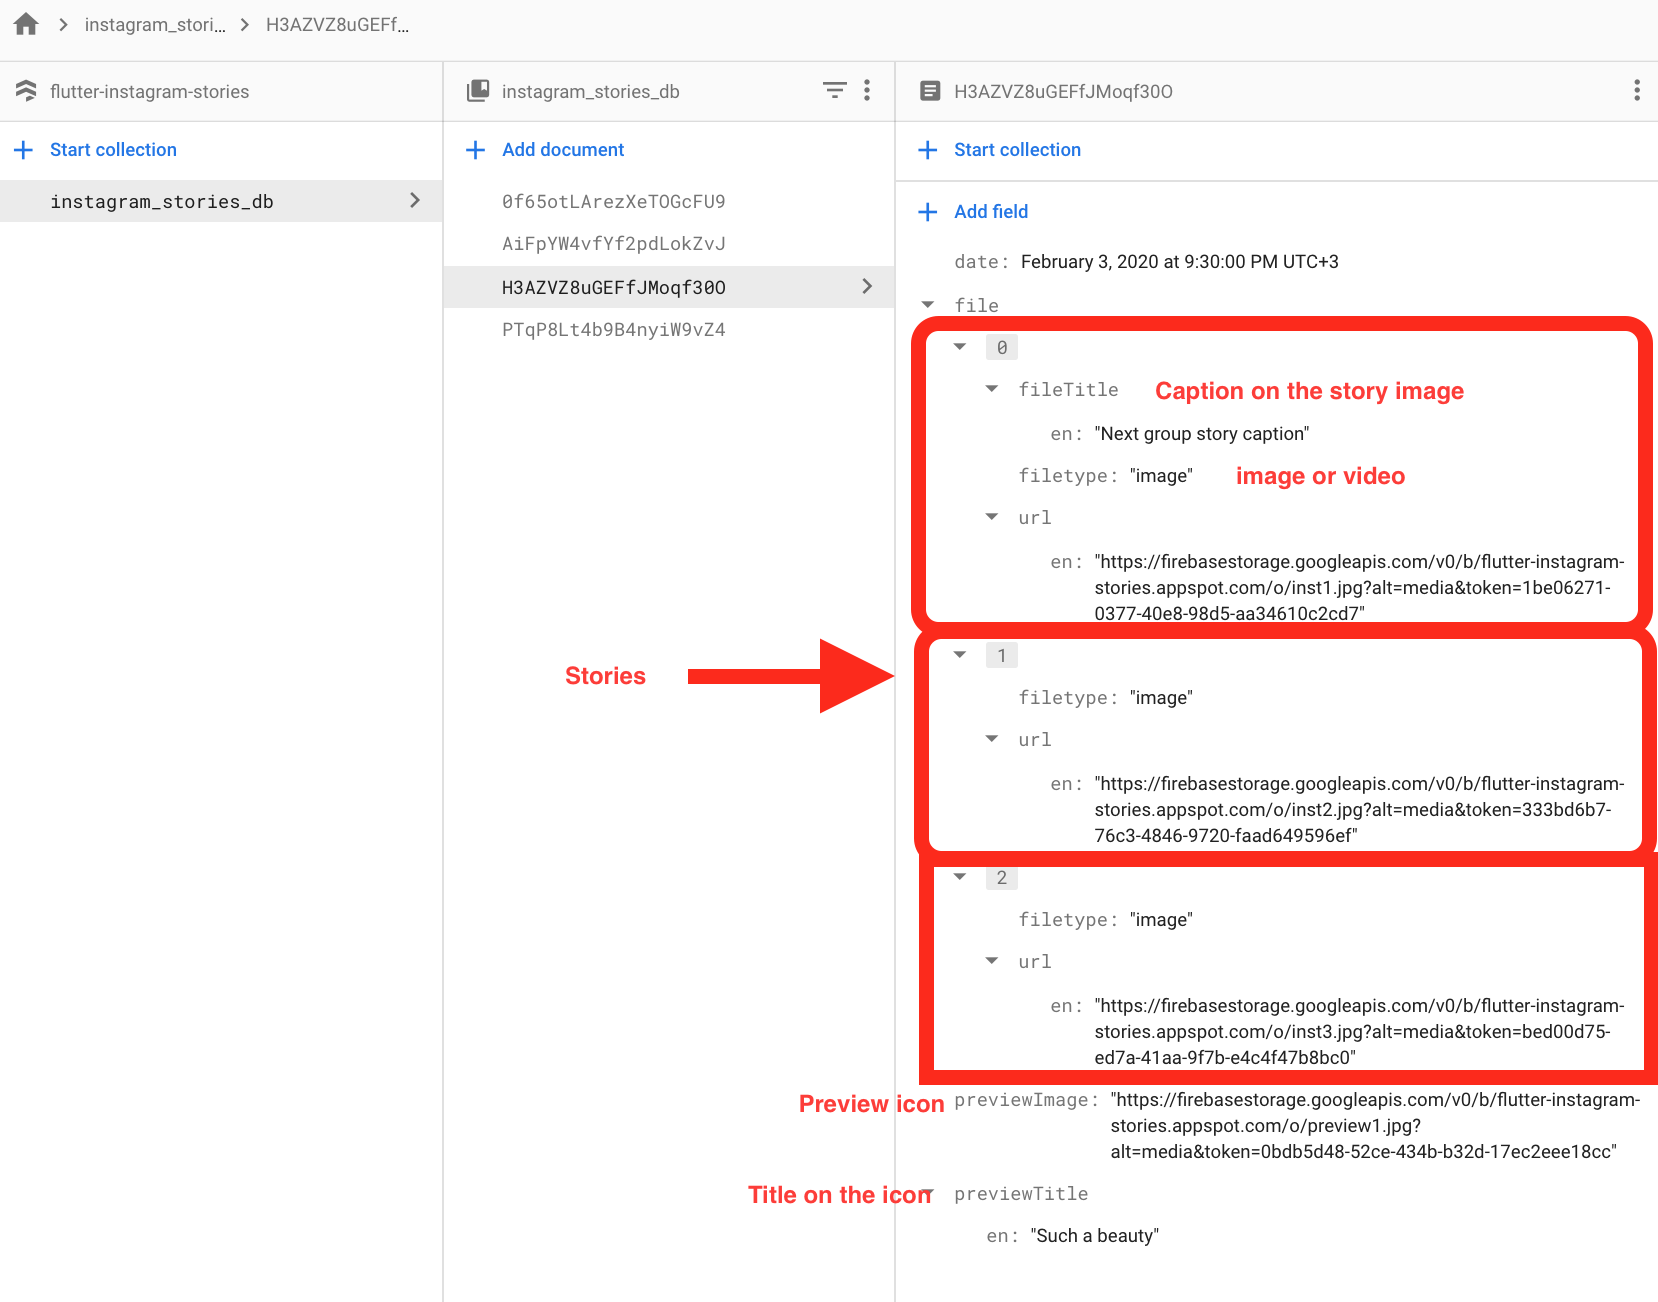 instagram_stori...
H3AZVZ8uGEFf...
flutter-instagram-stories
Start collection
instagram_stories_db
instagram_stories_db
Add document
0f65otLArezXeTOGcFU9
AiFpYW4vfYf2pdLokZvJ
H3AZVZ8uGEFfJMoqf30O
PTqP8Lt4b9B4nyiW9vZ4
Stories
H3AZVZ8uGEFfJMoqf30O
Start collection
Add field
date: February 3, 2020 at 9:30:00 PM UTC+3
file
0
fileTitle Caption on the story image
en: "Next group story caption"
filetype: "image" image or video
url
en: "https://firebasestorage.googleapis.com/v0/b/flutter-instagram-
stories.appspot.com/o/inst1.jpg?alt=media&token=1be06271-
0377-40e8-98d5-aa34610c2cd7"
1
filetype: "image"
url
en: "https://firebasestorage.googleapis.com/v0/b/flutter-instagram-
stories.appspot.com/o/inst2.jpg?alt=media&token=333bd6b7-
76c3-4846-9720-faad649596ef"
2
filetype: "image"
url
en: "https://firebasestorage.googleapis.com/v0/b/flutter-instagram-
stories.appspot.com/o/inst3.jpg?alt=media&token=bed00d75-
ed7a-41aa-9f7b-e4c4f47b8bc0"
Preview icon previewImage: "https://firebasestorage.googleapis.com/v0/b/flutter-instagram-
stories.appspot.com/o/preview1.jpg?
alt=media&token=0bdb5d48-52ce-434b-b32d-17ec2eee18cc"
Title on the icon previewTitle
en: "Such a beauty"